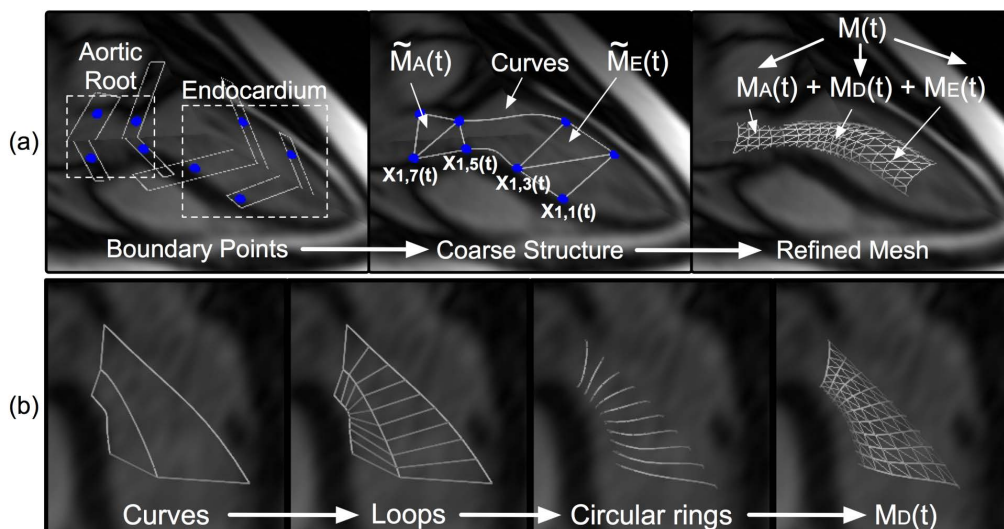 (a)
Aortic
Root
Endocardium
Boundary Points
M̃A(t)
Curves
M̃E(t)
X1,7(t)
X1,5(t)
X1,3(t)
X1,1(t)
Coarse Structure
M(t)
MA(t) + MD(t) + ME(t)
Refined Mesh
(b)
Curves
Loops
Circular rings
MD(t)